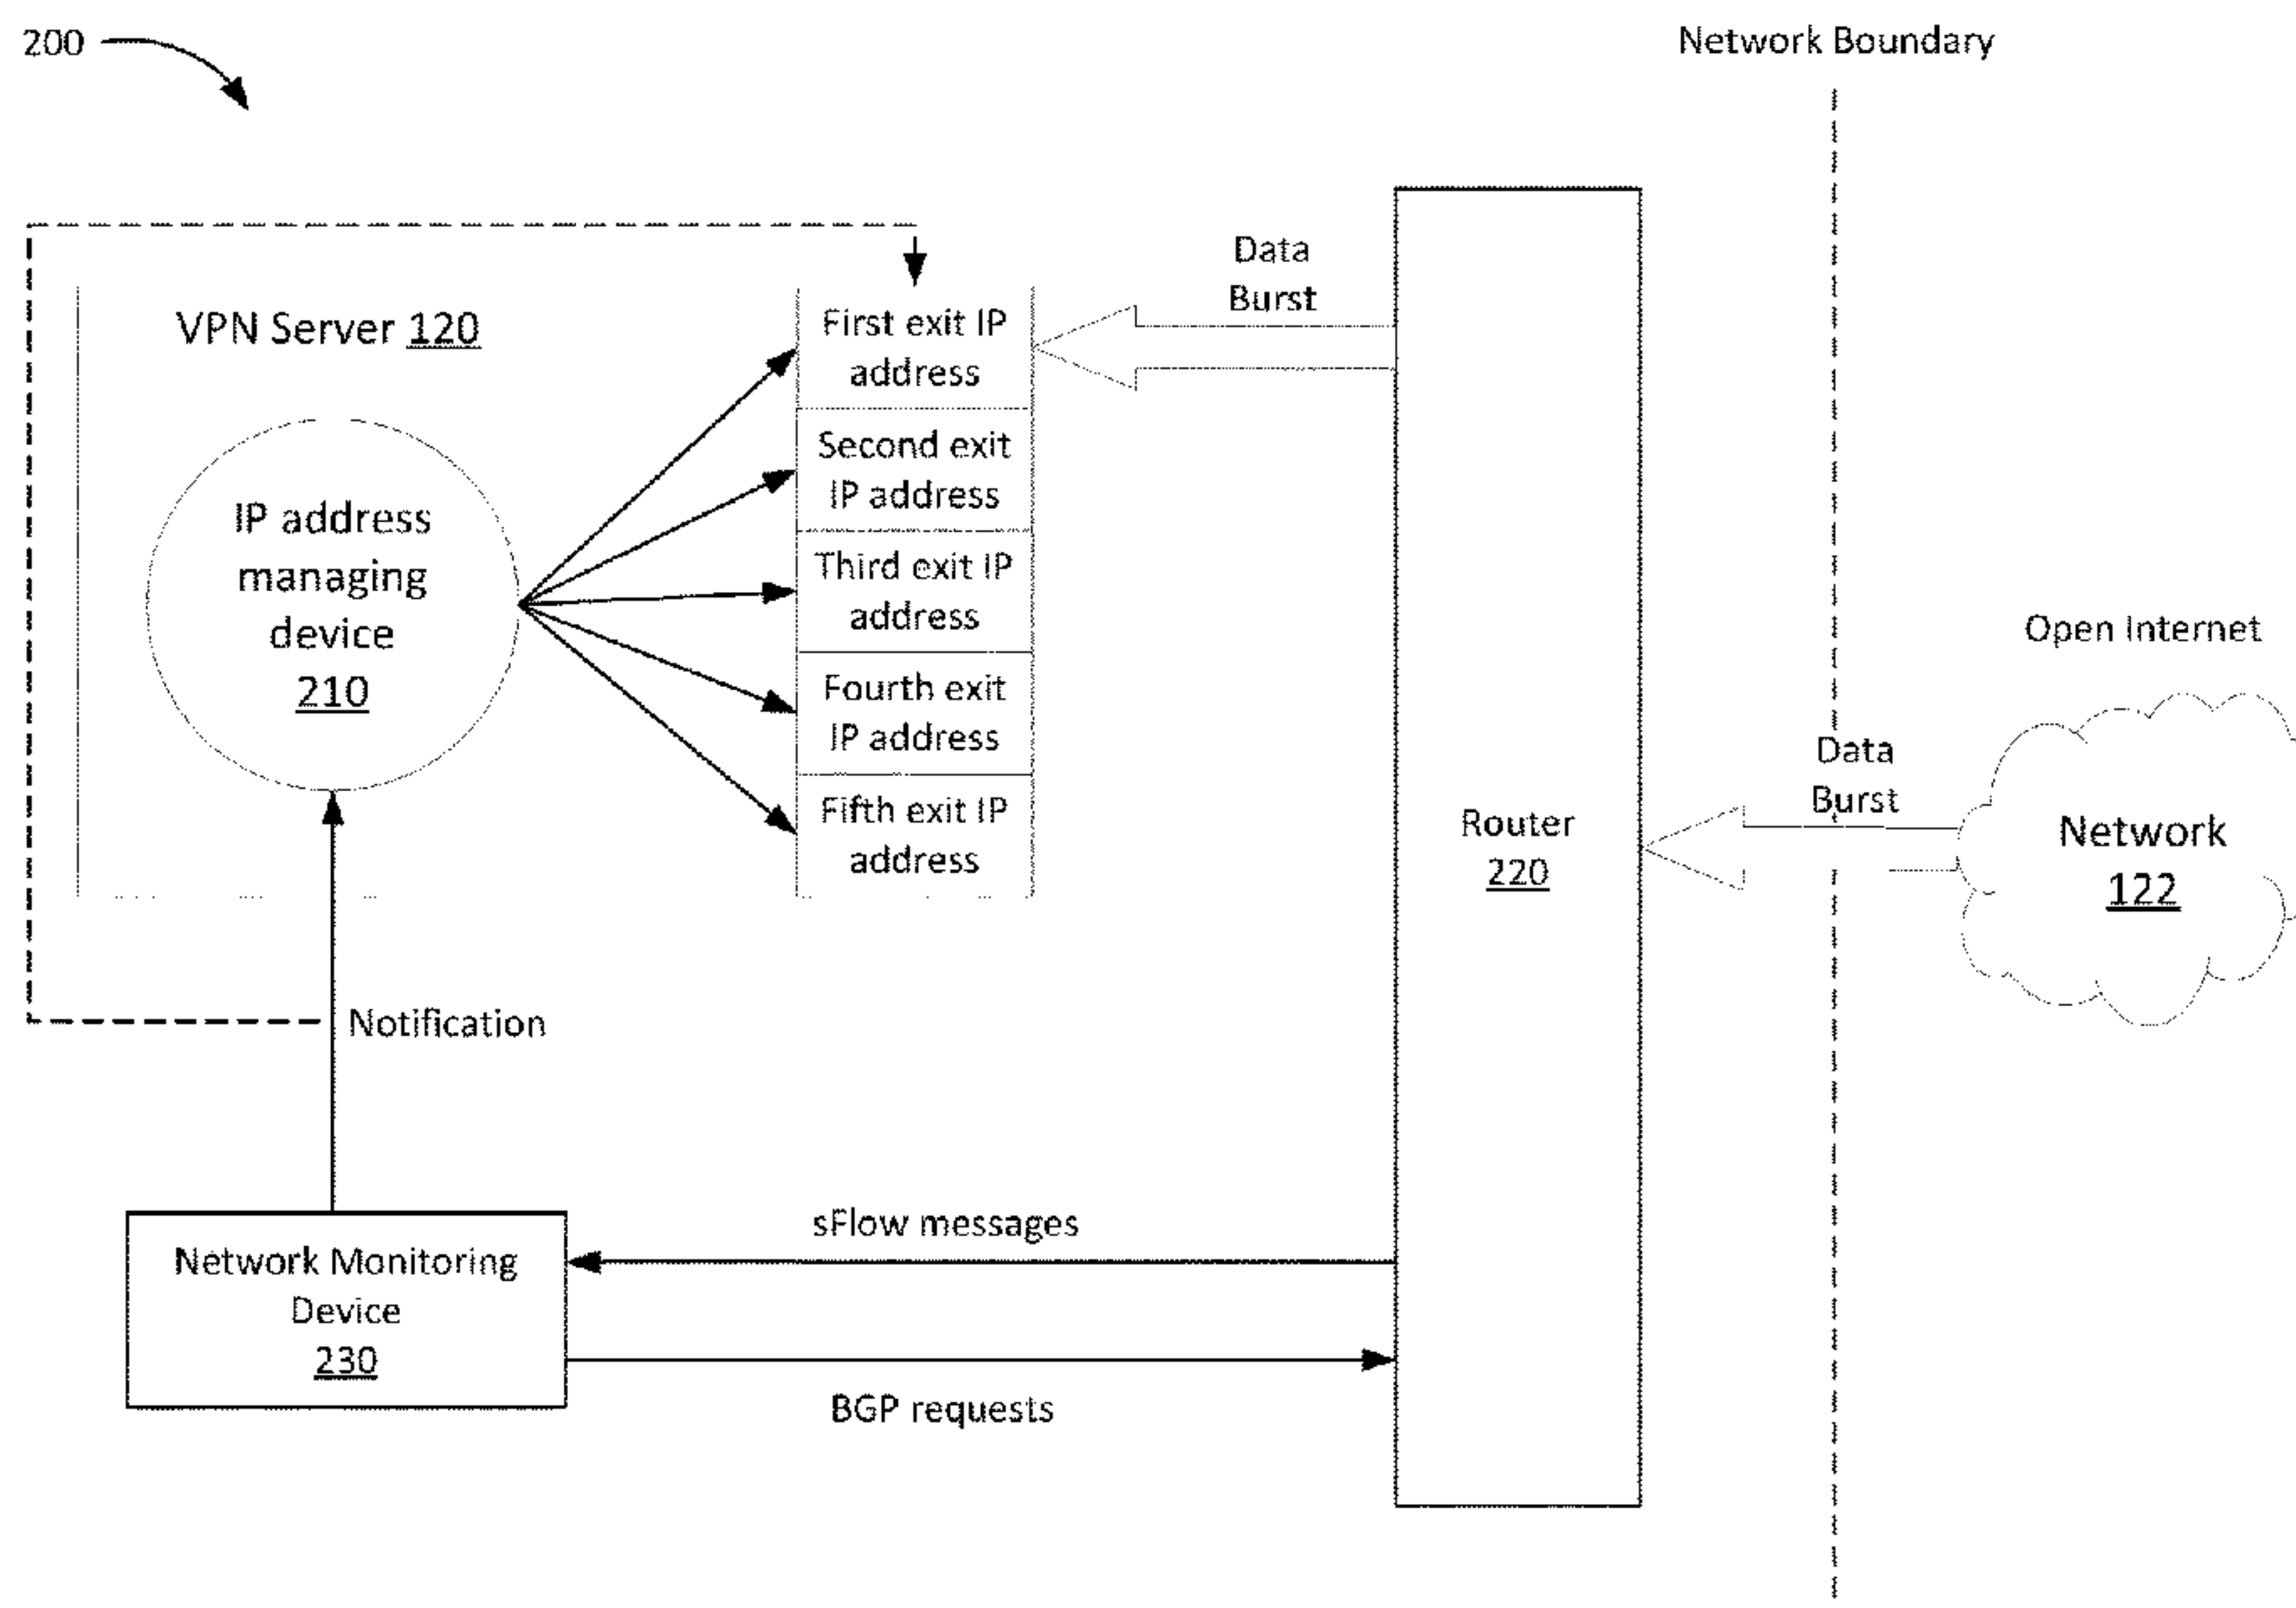 200
Network Boundary
Data
Burst
VPN Server 120
First exit IP
address
Second exit
IP address
IP address
managing
device
210
Third exit IP
address
Fourth exit
IP address
Fifth exit IP
address
Open Internet
Data
Burst
Network
122
Router
220
Notification
sFlow messages
Network Monitoring
Device
230
BGP requests